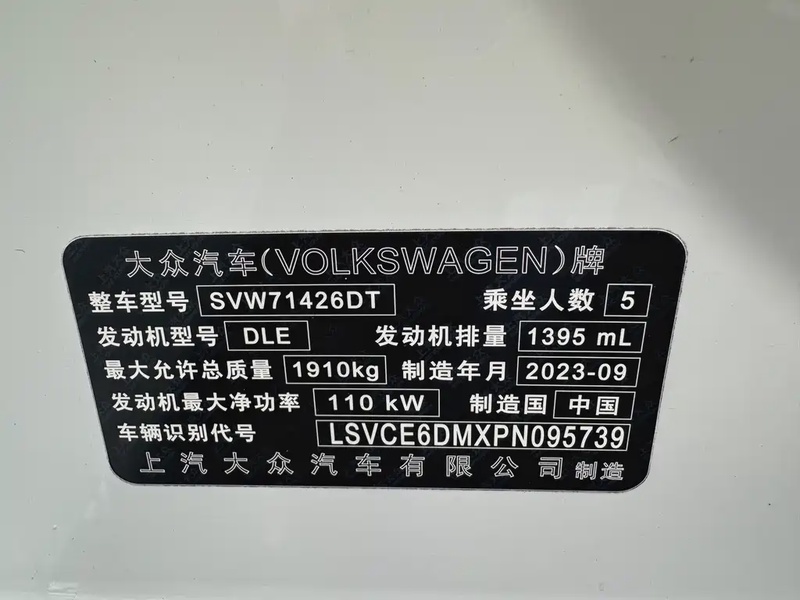 大众汽车(VOLKSWAGEN)牌
整车型号 SVW71426DT 乘坐人数 5
发动机型号 DLE 发动机排量 1395 mL
最大允许总质量 1910kg 制造年月 2023-09
发动机最大净功率 110 kW 制造国 中国
车辆识别代号 LSVCE6DMXPN095739
上汽大众汽车有限公司制造